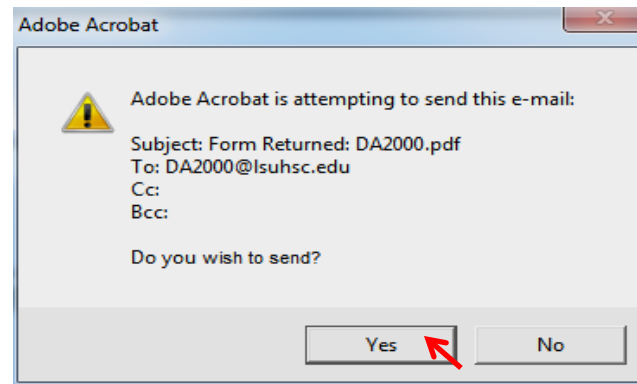 Adobe Acrobat
Adobe Acrobat is attempting to send this e-mail:
Subject: Form Returned: DA2000.pdf
To: DA2000@lsuhsc.edu
Cc:
Bcc:
Do you wish to send?
Yes
No